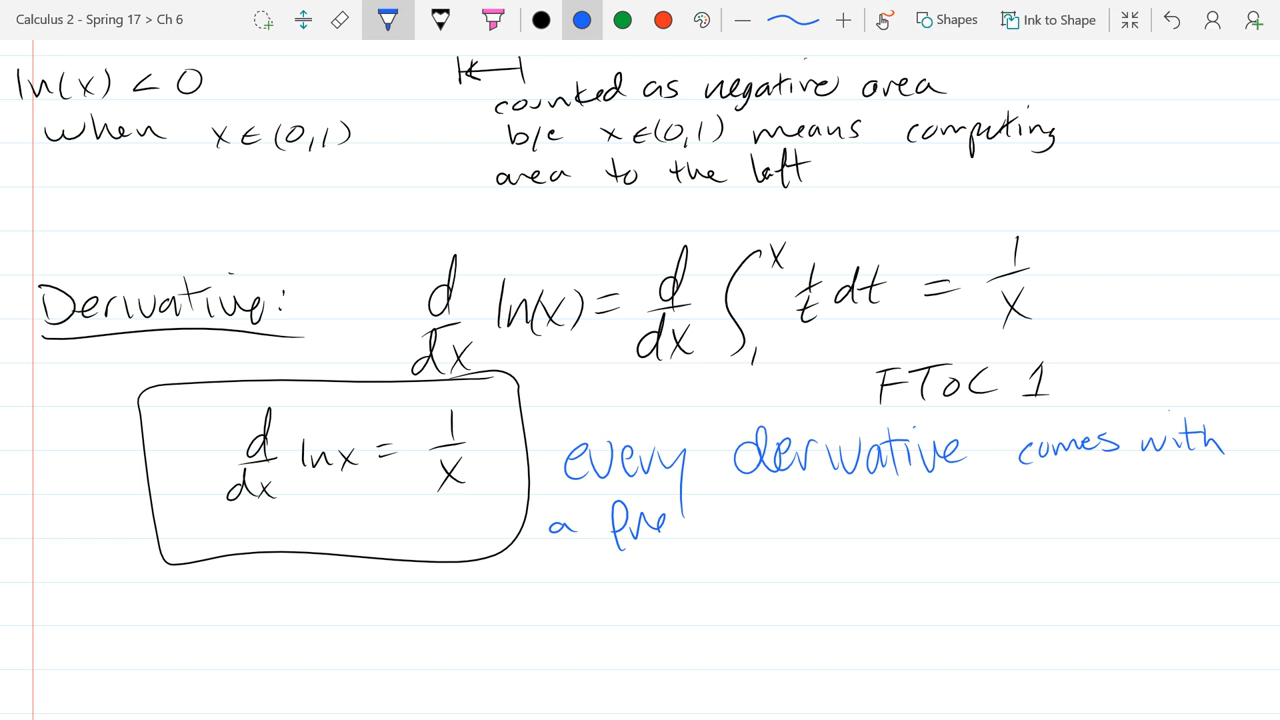 Calculus 2 - Spring 17 > Ch 6
Shapes
Ink to Shape
ln(x) < 0
when x ∈ (0,1)
counted as negative area
b/c x ∈ (0,1) means computing
area to the left
Derivative: d/dx ln(x) = d/dx ∫₁ˣ 1/t dt = 1/x
FToC 1
d/dx ln x = 1/x
every derivative comes with
a Pre